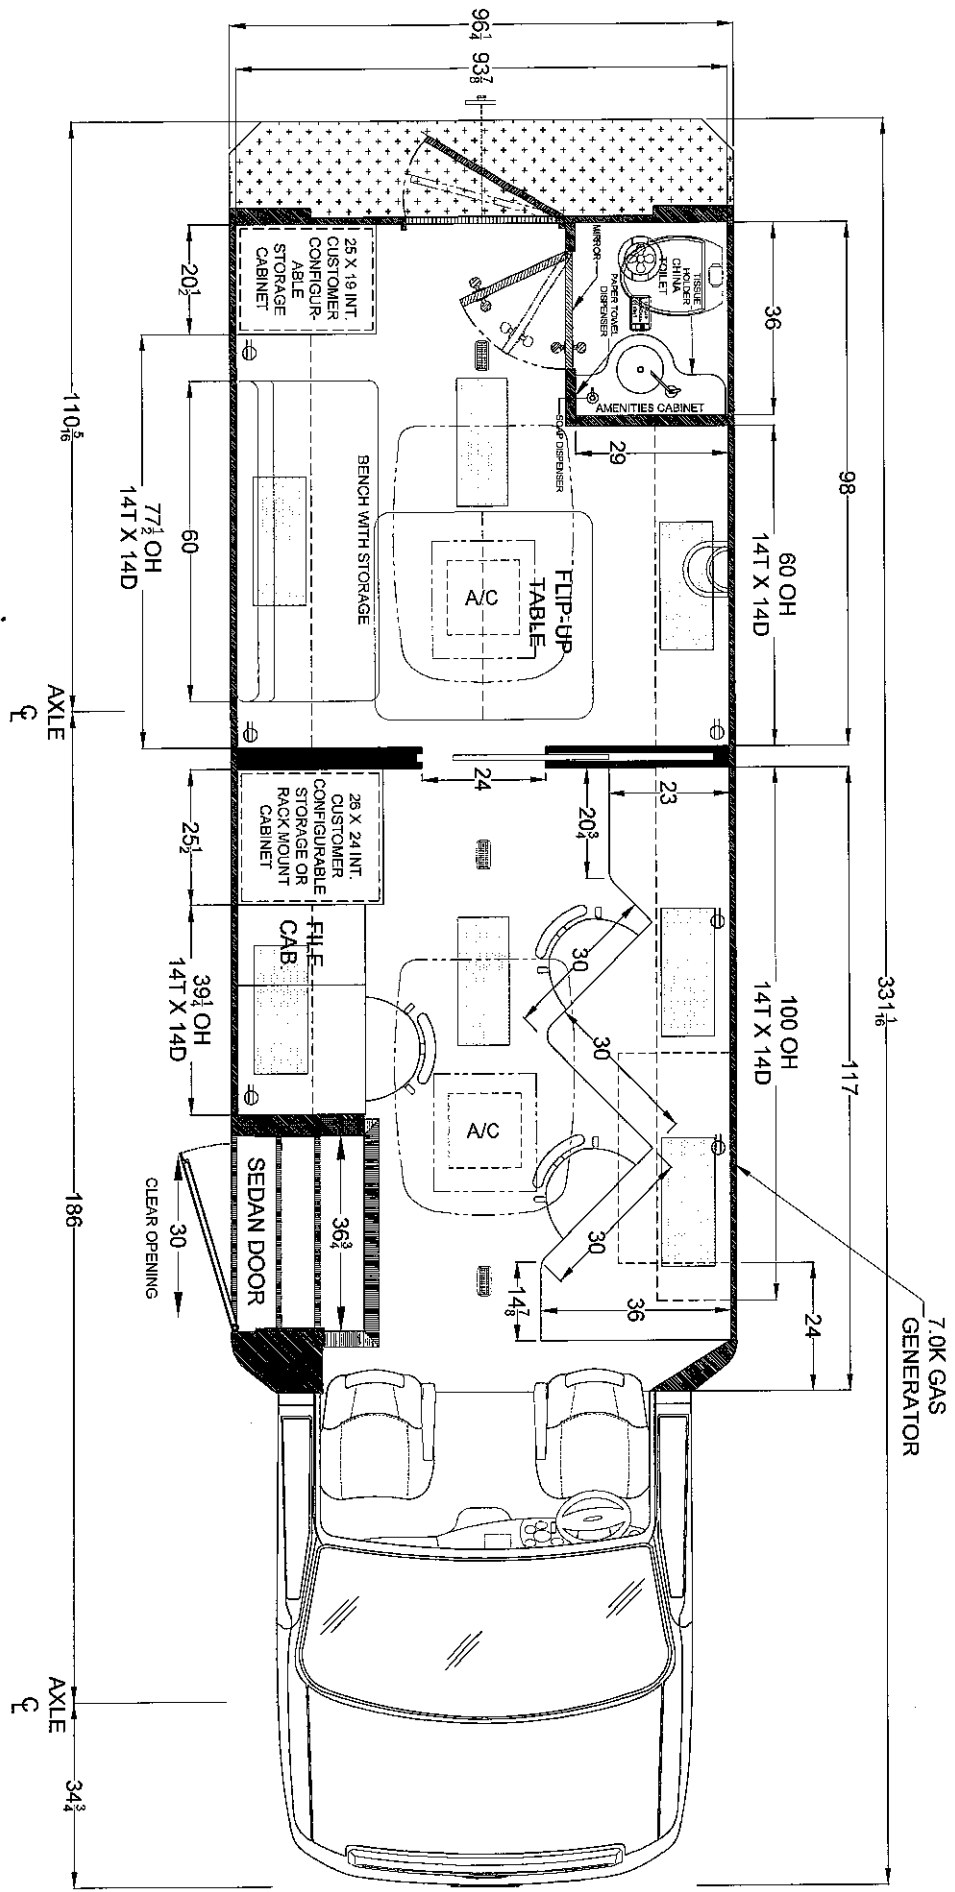 96 1/4
93 7/8
331 1/16
7.0K GAS
GENERATOR
98
117
36
60 OH
14T X 14D
100 OH
14T X 14D
24
TISSUE
HOLDER
CHINA
TOILET
MIRROR
PAPER TOWEL
DISPENSER
AMENITIES CABINET
SOAP DISPENSER
29
23
20 3/4
30
30
30
36
14 7/8
24
FLIP-UP
TABLE
A/C
A/C
25 X 19 INT.
CUSTOMER
CONFIGUR-
ABLE
STORAGE
CABINET
BENCH WITH STORAGE
26 X 24 INT.
CUSTOMER
CONFIGURABLE
STORAGE OR
RACK MOUNT
CABINET
FILE
CAB.
36 3/4
SEDAN DOOR
30
CLEAR OPENING
20 1/2
60
77 1/2 OH
14T X 14D
25 1/2
39 1/4 OH
14T X 14D
110 5/16
AXLE
CL
186
AXLE
CL
34 3/4